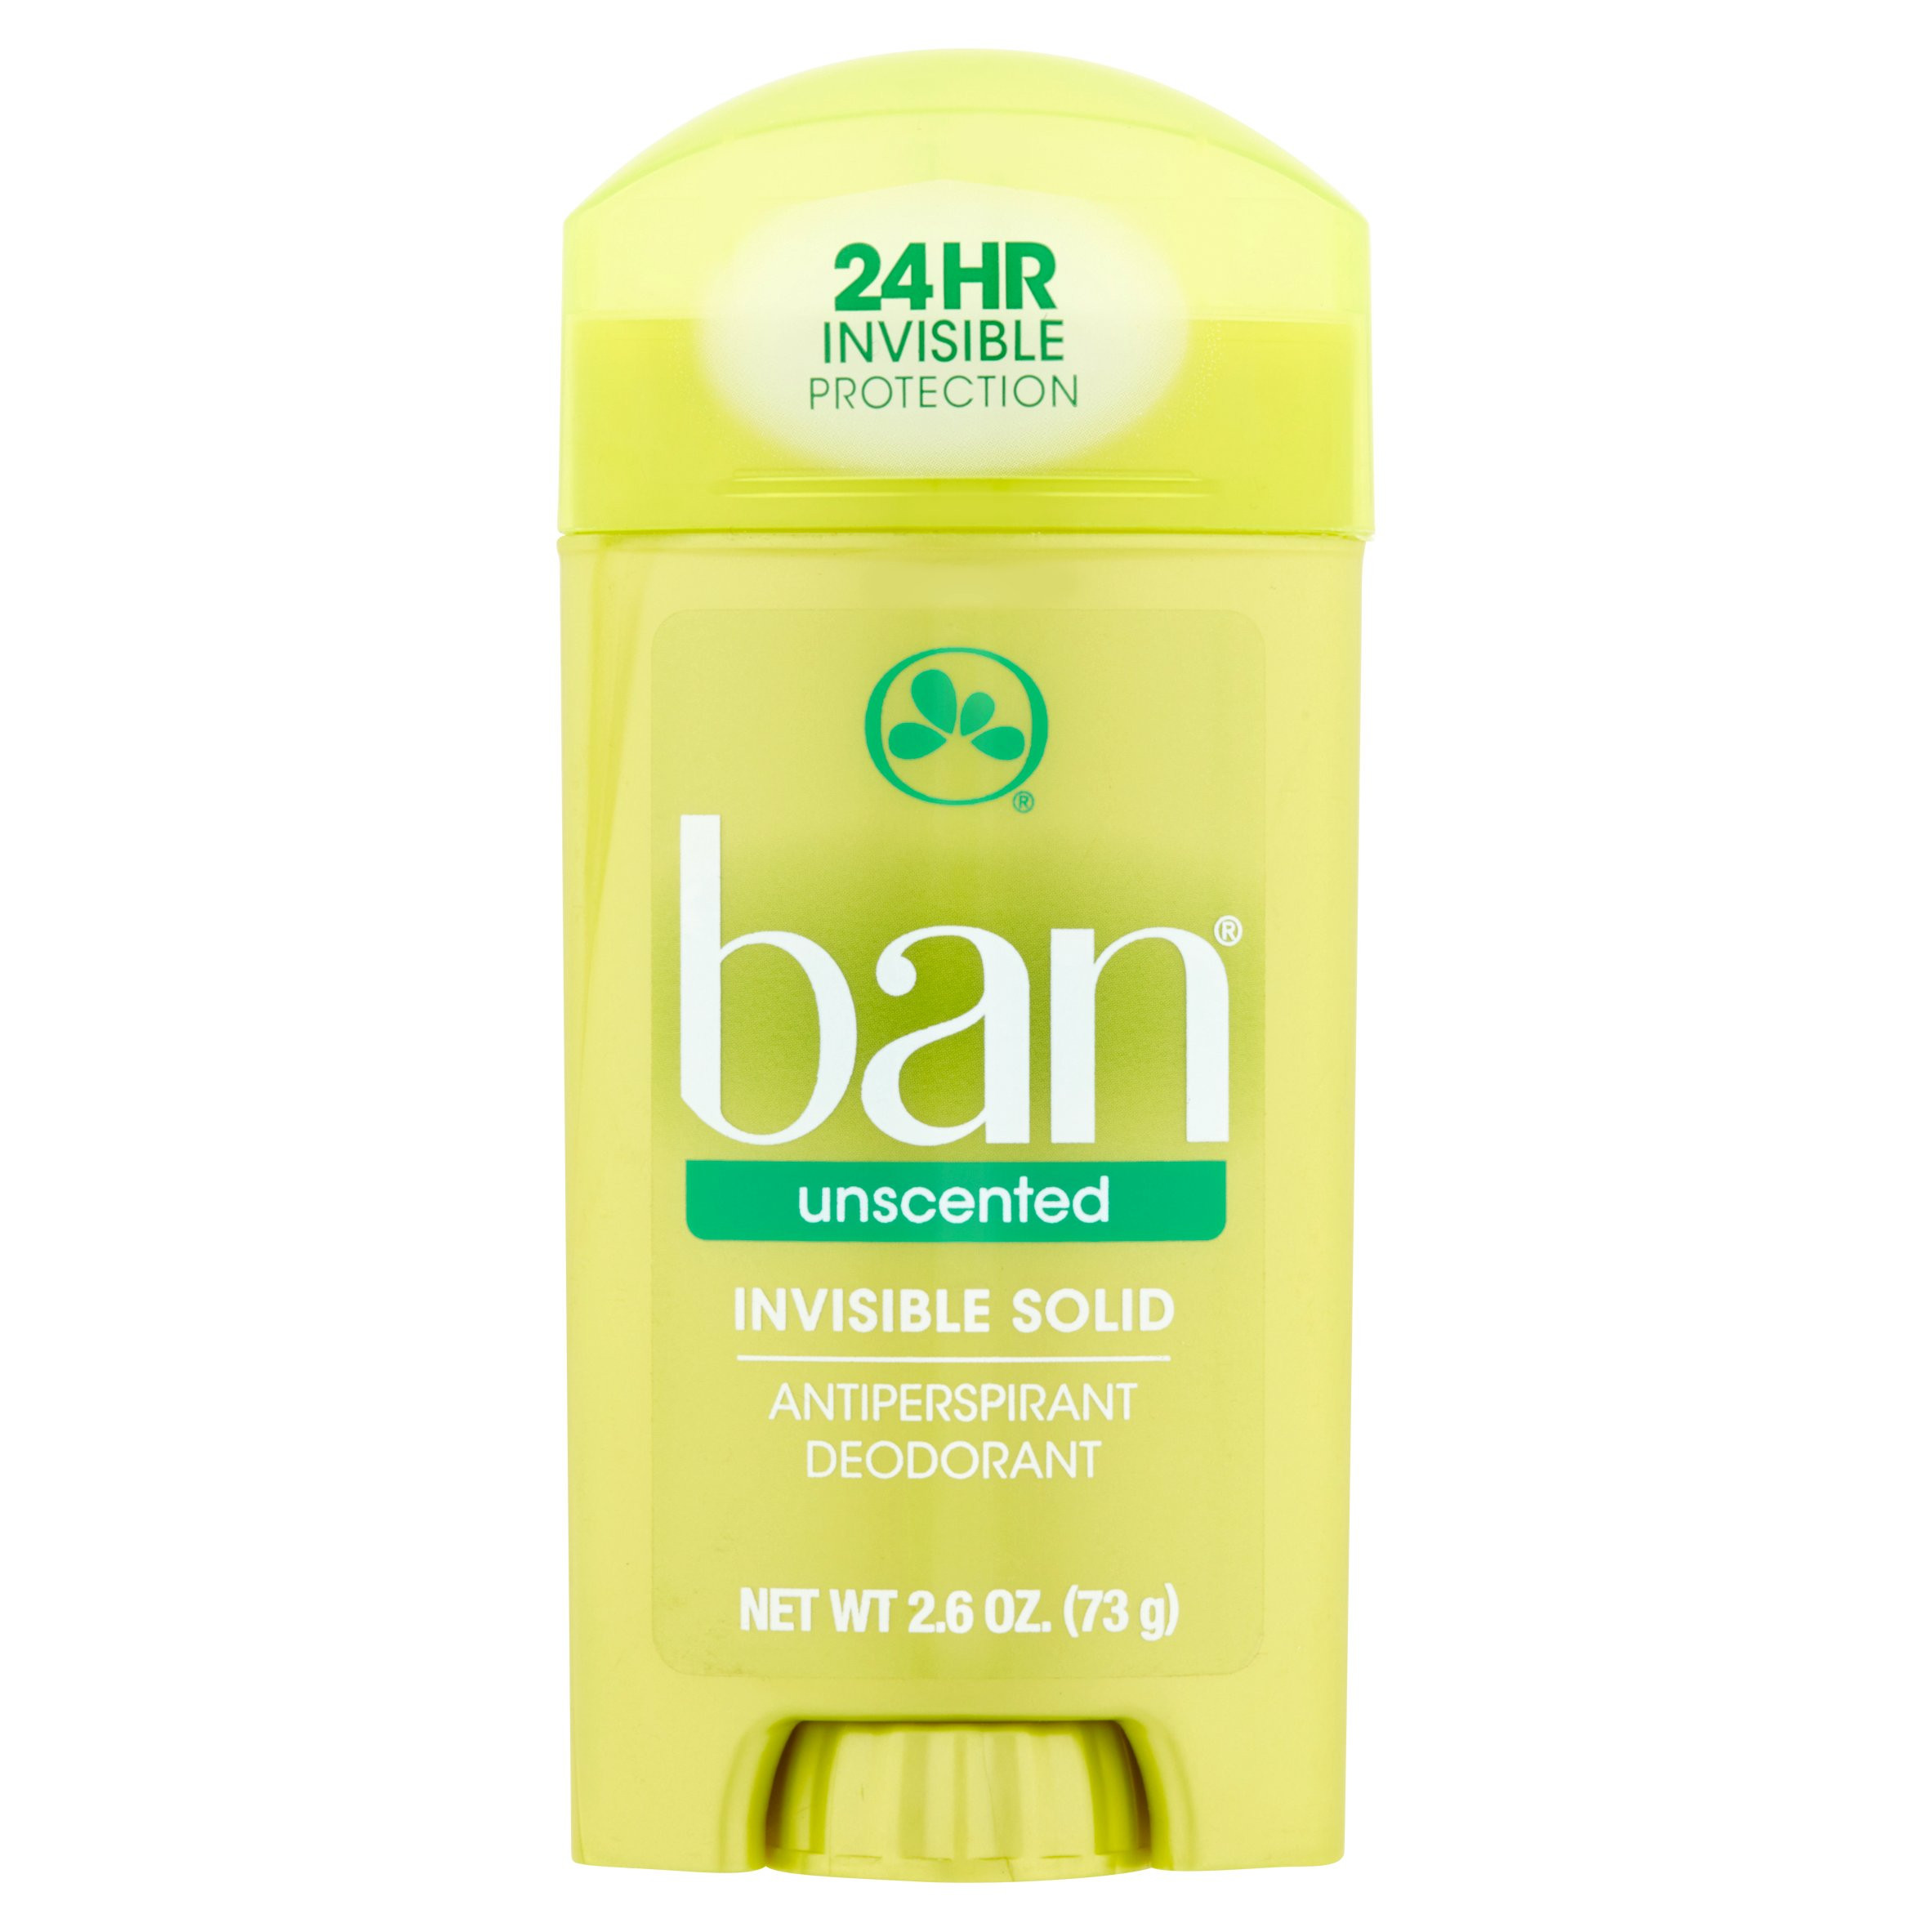 24HR
INVISIBLE
PROTECTION
®
ban®
unscented
INVISIBLE SOLID
ANTIPERSPIRANT
DEODORANT
NET WT 2.6 OZ. (73 g)